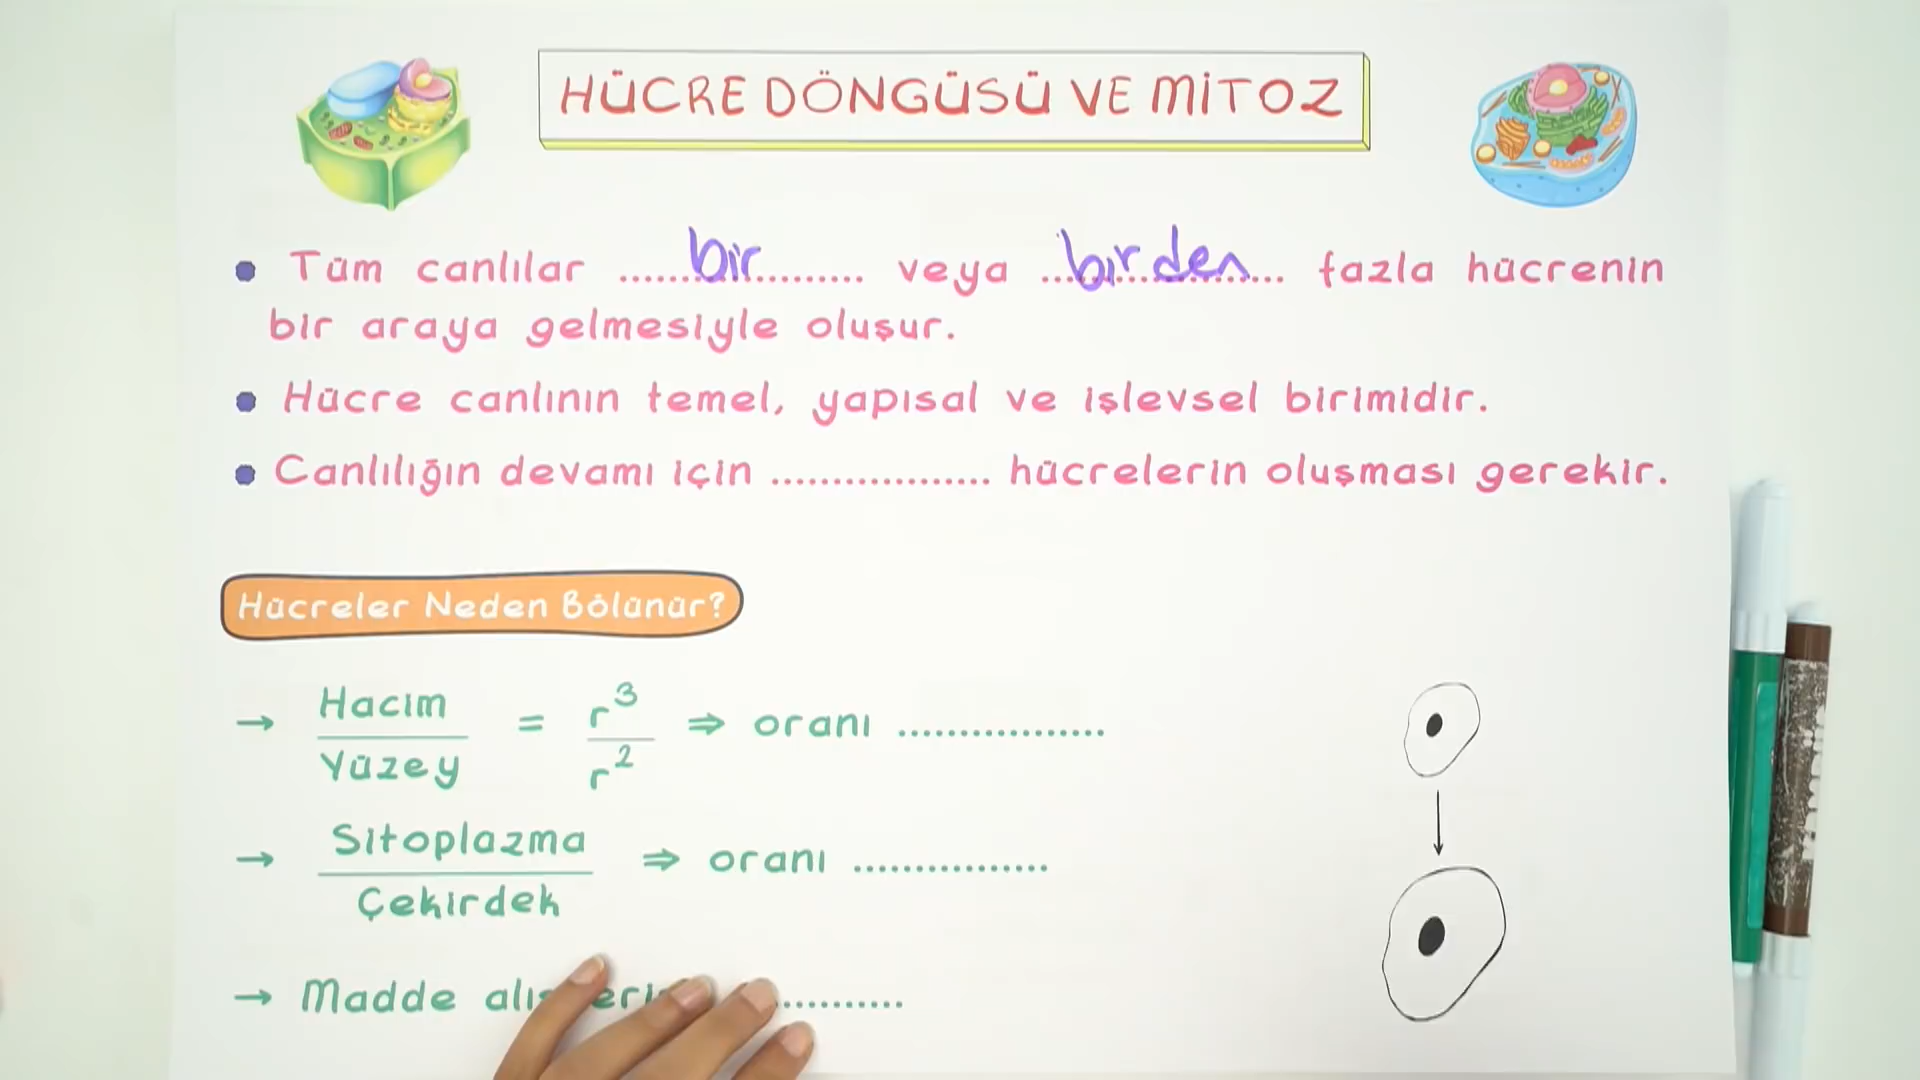 HÜCRE DÖNGÜSÜ VE MİTOZ
• Tüm canlılar .......bir......... veya ...birden... fazla hücrenin
bir araya gelmesiyle oluşur.
• Hücre canlının temel, yapısal ve işlevsel birimidir.
• Canlılığın devamı için .................. hücrelerin oluşması gerekir.
Hücreler Neden Bölünür?
→ Hacim / Yüzey = r³ / r² ⇒ oranı .................
→ Sitoplazma / Çekirdek ⇒ oranı ................
→ Madde ...........